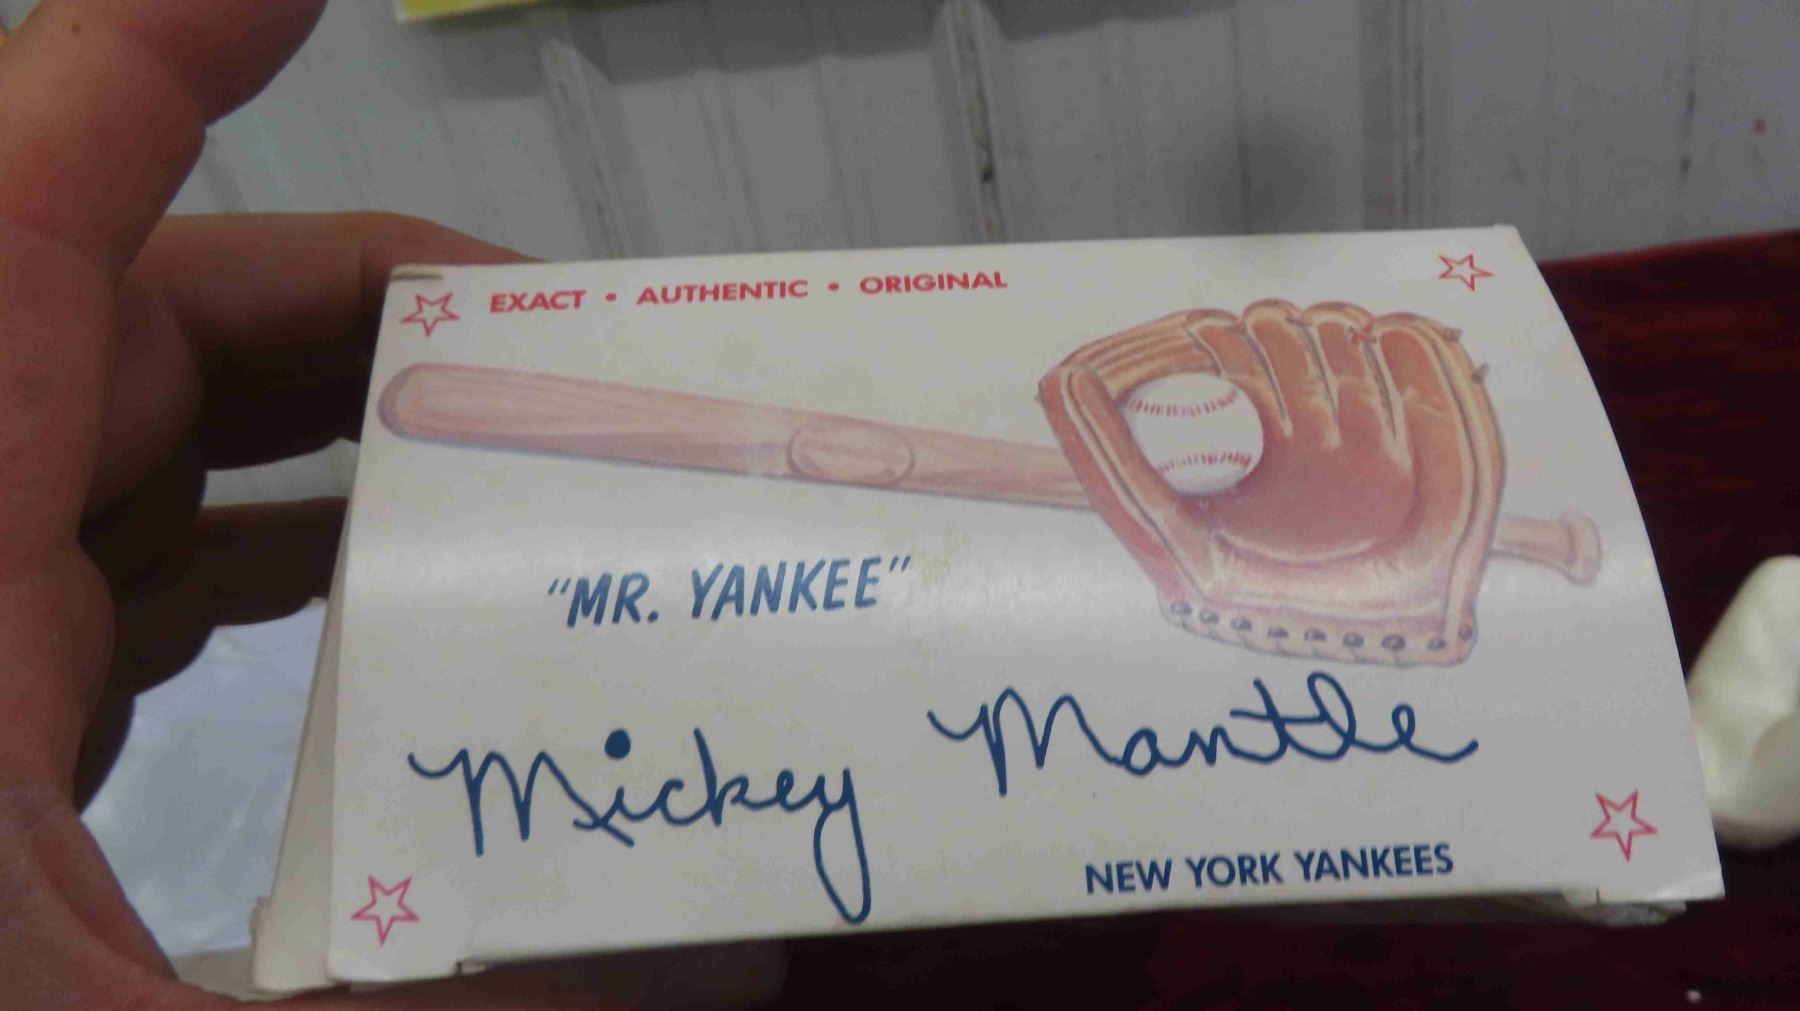 EXACT • AUTHENTIC • ORIGINAL
"MR. YANKEE"
Mickey Mantle
NEW YORK YANKEES